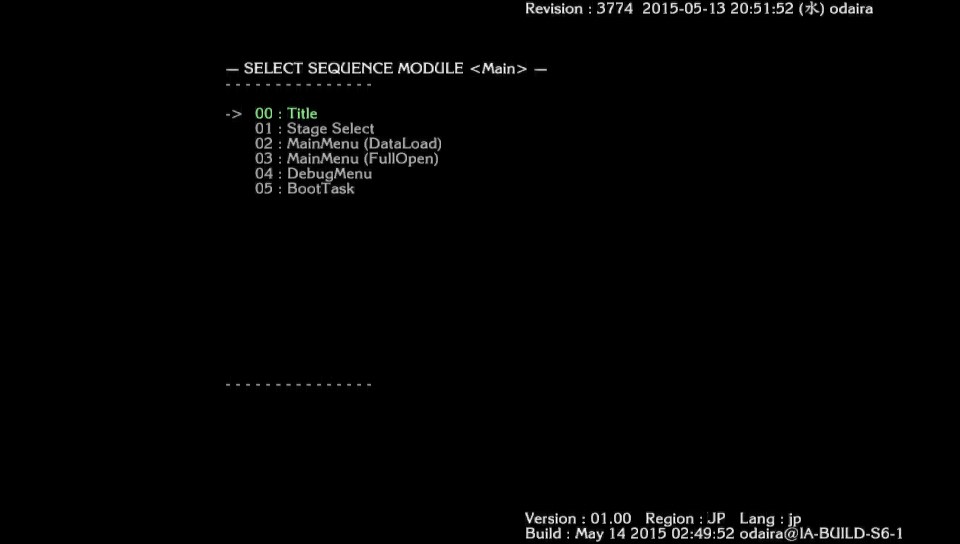 Revision : 3774 2015-05-13 20:51:52 (水) odaira
— SELECT SEQUENCE MODULE <Main> —
- - - - - - - - - - - - - - -
-> 00 : Title
01 : Stage Select
02 : MainMenu (DataLoad)
03 : MainMenu (FullOpen)
04 : DebugMenu
05 : BootTask
- - - - - - - - - - - - - - -
Version : 01.00 Region : JP Lang : jp
Build : May 14 2015 02:49:52 odaira@IA-BUILD-S6-1